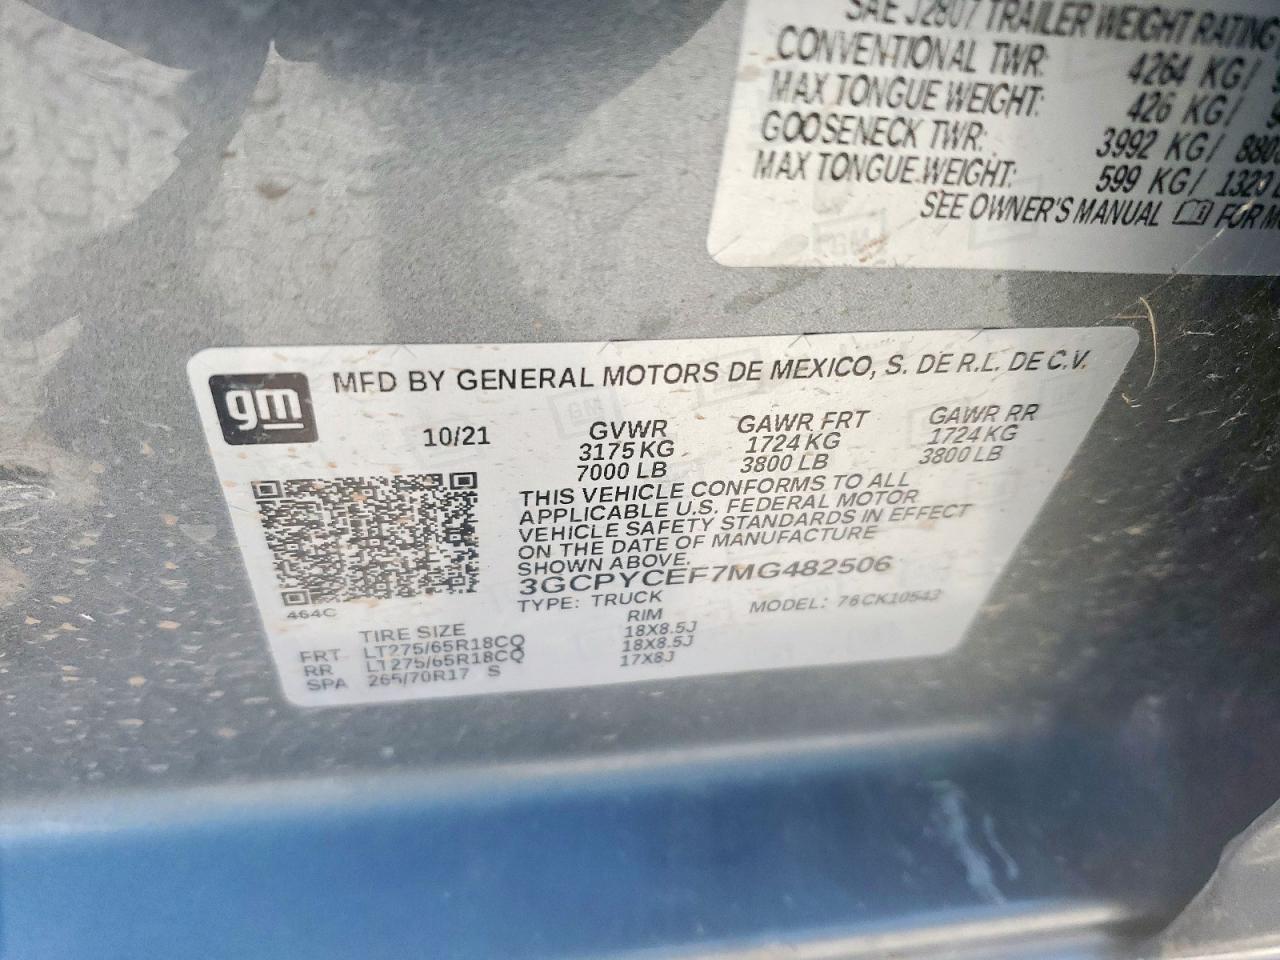 SAE J2807 TRAILER WEIGHT RATING
CONVENTIONAL TWR: 4264 KG/
MAX TONGUE WEIGHT: 426 KG/
GOOSENECK TWR: 3992 KG/ 880
MAX TONGUE WEIGHT: 599 KG/ 1320
SEE OWNER'S MANUAL FOR
gm
MFD BY GENERAL MOTORS DE MEXICO, S. DE R.L. DE C.V.
10/21 GVWR GAWR FRT GAWR RR
3175 KG 1724 KG 1724 KG
7000 LB 3800 LB 3800 LB
THIS VEHICLE CONFORMS TO ALL
APPLICABLE U.S. FEDERAL MOTOR
VEHICLE SAFETY STANDARDS IN EFFECT
ON THE DATE OF MANUFACTURE
SHOWN ABOVE.
3GCPYCEF7MG482506
464C TYPE: TRUCK MODEL: 76CK10543
TIRE SIZE RIM
FRT LT275/65R18CQ 18X8.5J
RR LT275/65R18CQ 18X8.5J
SPA 265/70R17 S 17X8J